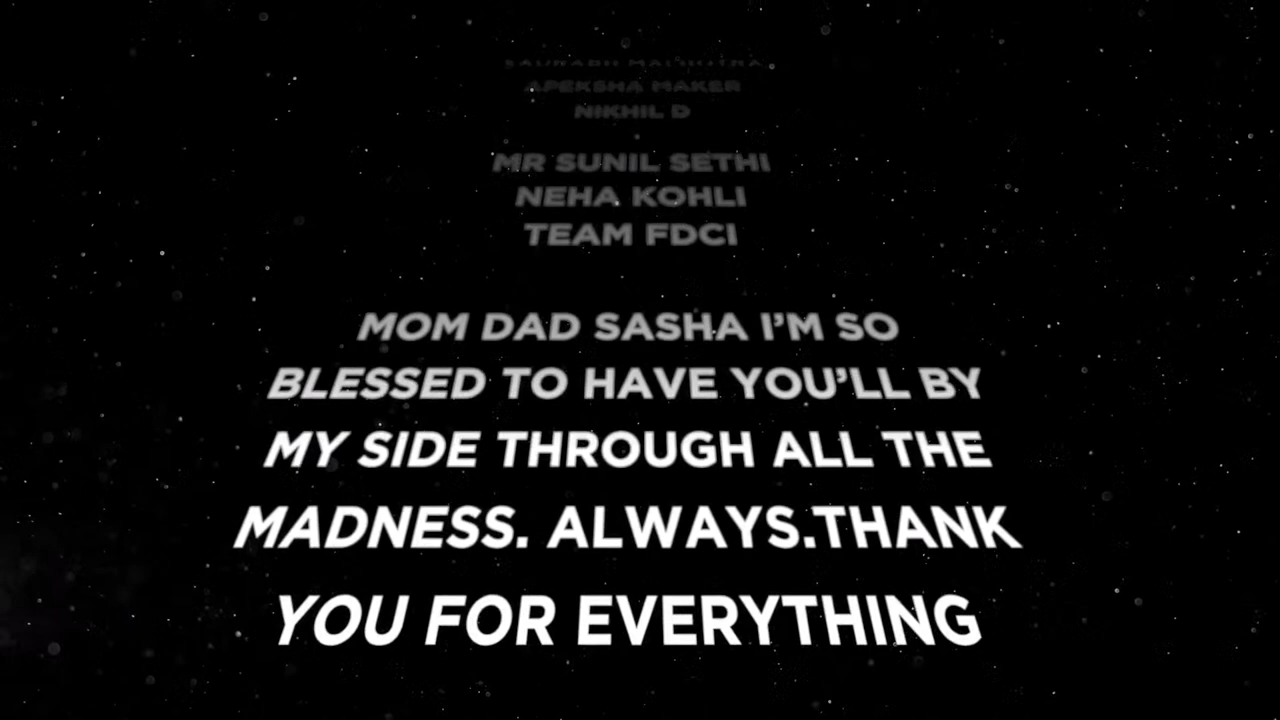 APEKSHA MAKER
NIKHIL D
MR SUNIL SETHI
NEHA KOHLI
TEAM FDCI
MOM DAD SASHA I’M SO
BLESSED TO HAVE YOU’LL BY
MY SIDE THROUGH ALL THE
MADNESS. ALWAYS.THANK
YOU FOR EVERYTHING